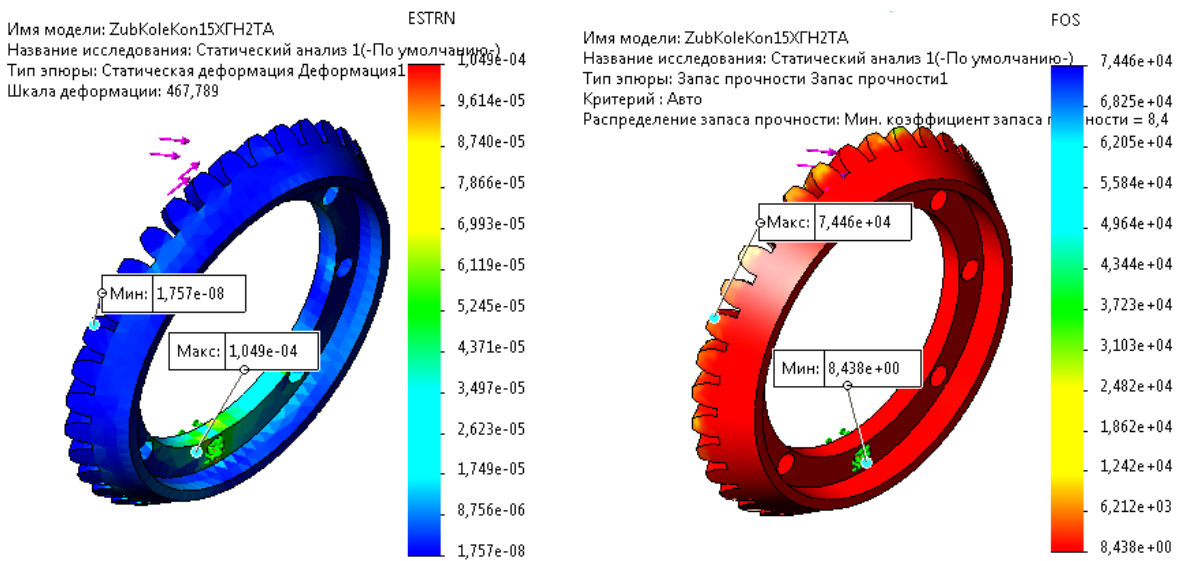 ESTRN
Имя модели: ZubKoleKon15ХГН2ТА
Название исследования: Статический анализ 1(-По умолчанию-)
Тип эпюры: Статическая деформация Деформация1
Шкала деформации: 467,789
1,049e-04
9,614e-05
8,740e-05
7,866e-05
6,993e-05
6,119e-05
5,245e-05
4,371e-05
3,497e-05
2,623e-05
1,749e-05
8,756e-06
1,757e-08
Мин: 1,757e-08
Макс: 1,049e-04
FOS
Имя модели: ZubKoleKon15ХГН2ТА
Название исследования: Статический анализ 1(-По умолчанию-)
Тип эпюры: Запас прочности Запас прочности1
Критерий : Авто
Распределение запаса прочности: Мин. коэффициент запаса п ности = 8,4
7,446e+04
6,825e+04
6,205e+04
5,584e+04
4,964e+04
4,344e+04
3,723e+04
3,103e+04
2,482e+04
1,862e+04
1,242e+04
6,212e+03
8,438e+00
Макс: 7,446e+04
Мин: 8,438e+00